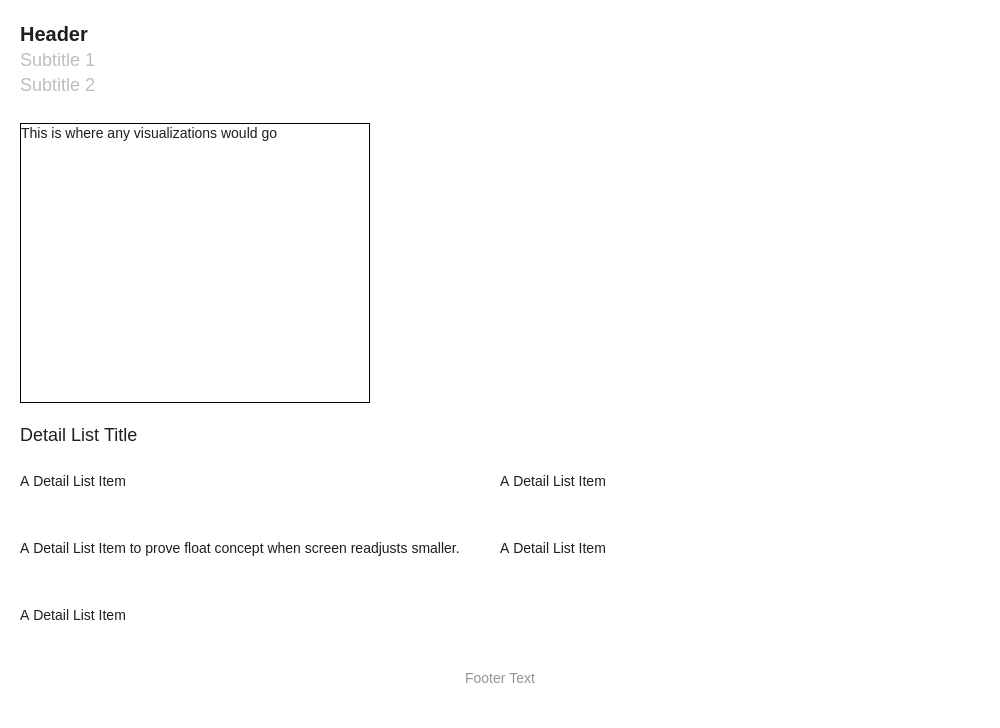 Header
Subtitle 1
Subtitle 2
This is where any visualizations would go
Detail List Title
A Detail List Item
A Detail List Item
A Detail List Item to prove float concept when screen readjusts smaller.
A Detail List Item
A Detail List Item
Footer Text